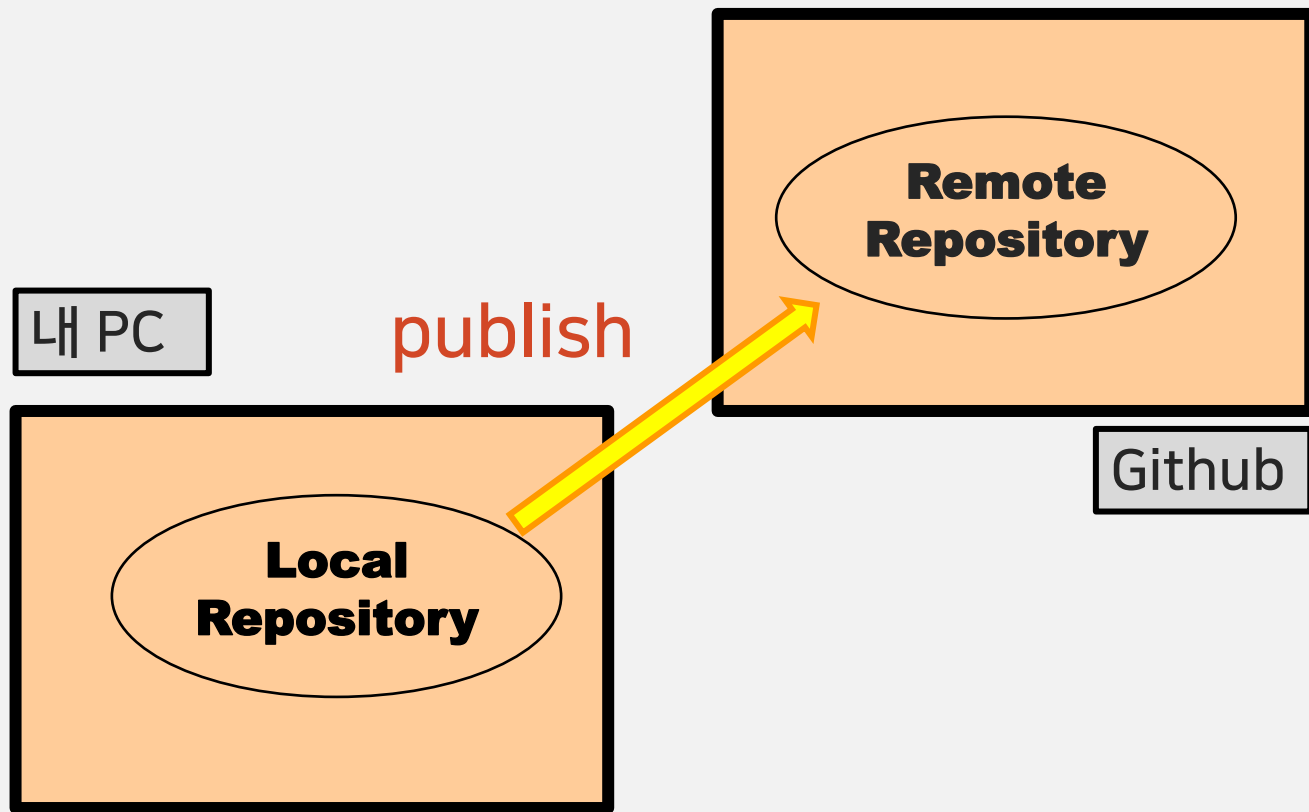 Remote
Repository
내 PC
publish
Github
Local
Repository